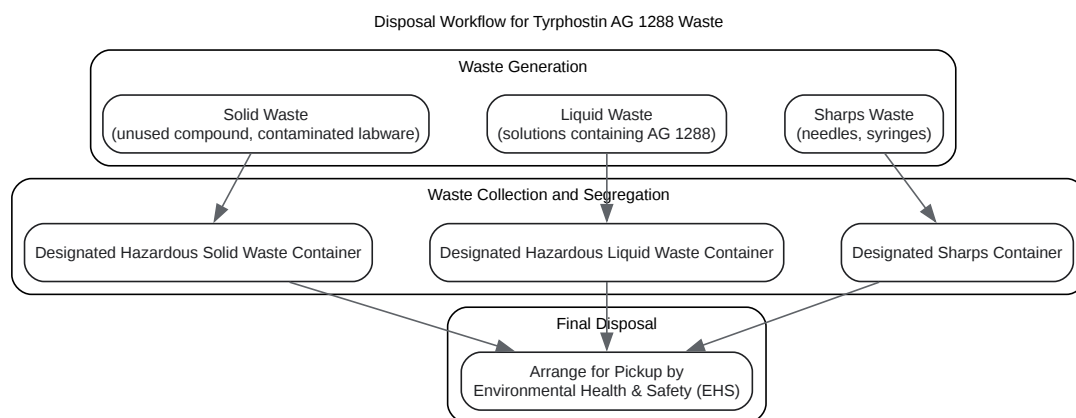 Disposal Workflow for Tyrphostin AG 1288 Waste
Waste Generation
Solid Waste
(unused compound, contaminated labware)
Liquid Waste
(solutions containing AG 1288)
Sharps Waste
(needles, syringes)
Waste Collection and Segregation
Designated Hazardous Solid Waste Container
Designated Hazardous Liquid Waste Container
Designated Sharps Container
Final Disposal
Arrange for Pickup by
Environmental Health & Safety (EHS)